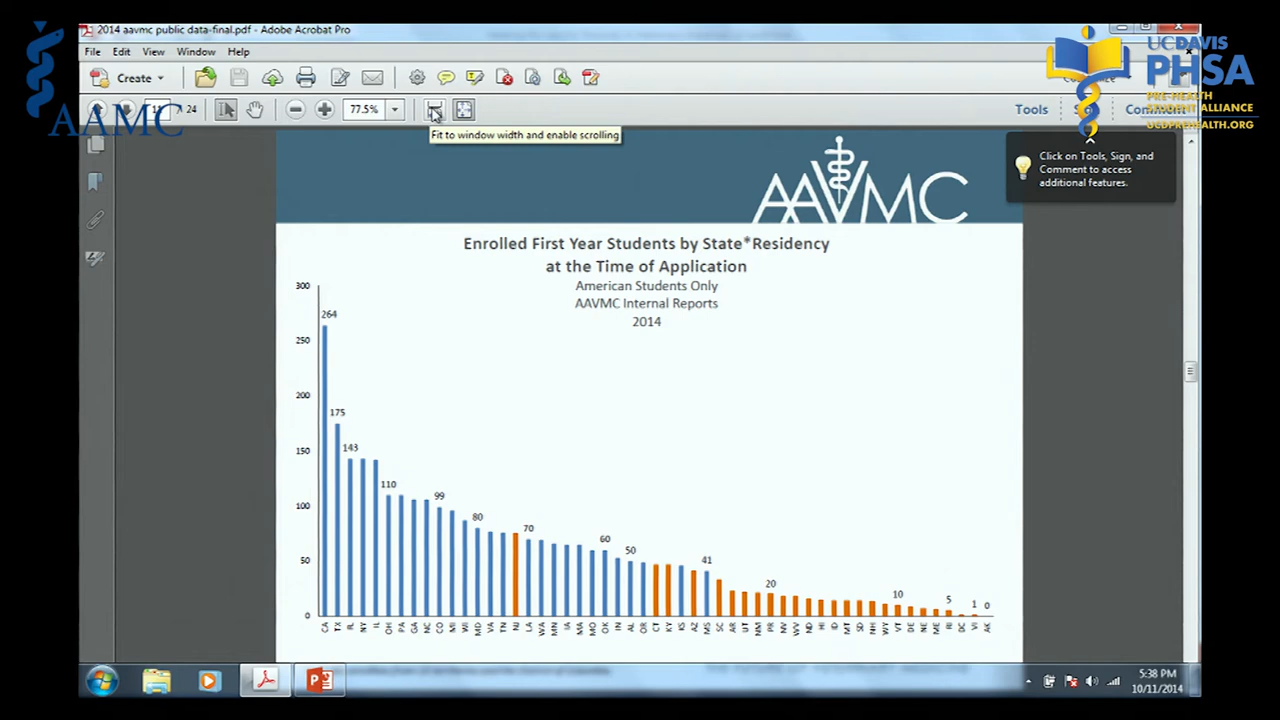 2014 aavmc public data-final.pdf - Adobe Acrobat Pro
File Edit View Window Help
Create
/ 24
77.5%
Tools
Comment
Fit to window width and enable scrolling
Click on Tools, Sign, and
Comment to access
additional features.
AAMC
UCDAVIS
PHSA
PRE-HEALTH
STUDENT ALLIANCE
UCDPREHEALTH.ORG
AAVMC
Enrolled First Year Students by State*Residency
at the Time of Application
American Students Only
AAVMC Internal Reports
2014
300
250
200
150
100
50
0
264
175
143
110
99
80
70
60
50
41
20
10
5
1
0
CA TX FL NY IL OH PA GA NC CO MI WI MD VA TN NJ LA WA MN IA MA MO OK IN AL OR CT KY KS AZ MS SC AR UT NM PR NV WV ND HI ID MT SD NH WY VT DE NE ME RI DC VI AK
5:38 PM
10/11/2014